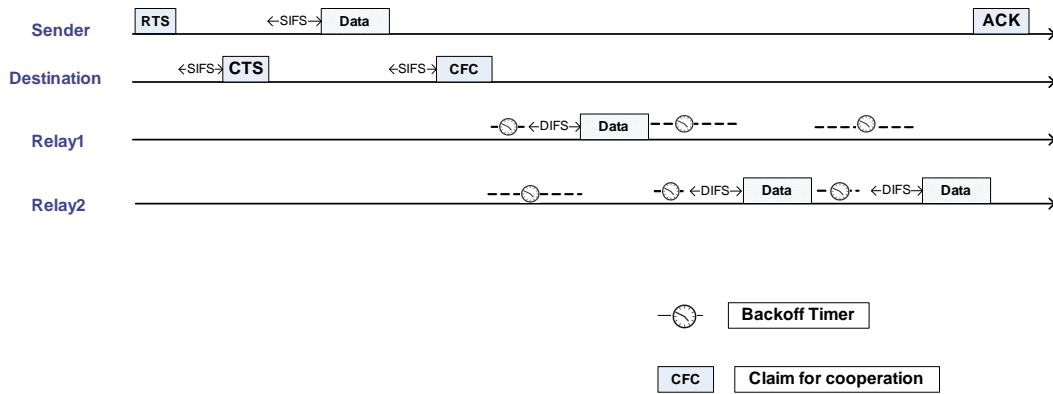 Sender
RTS
SIFS
Data
ACK
Destination
SIFS
CTS
SIFS
CFC
Relay1
DIFS
Data
Relay2
DIFS
Data
DIFS
Data
Backoff Timer
CFC
Claim for cooperation